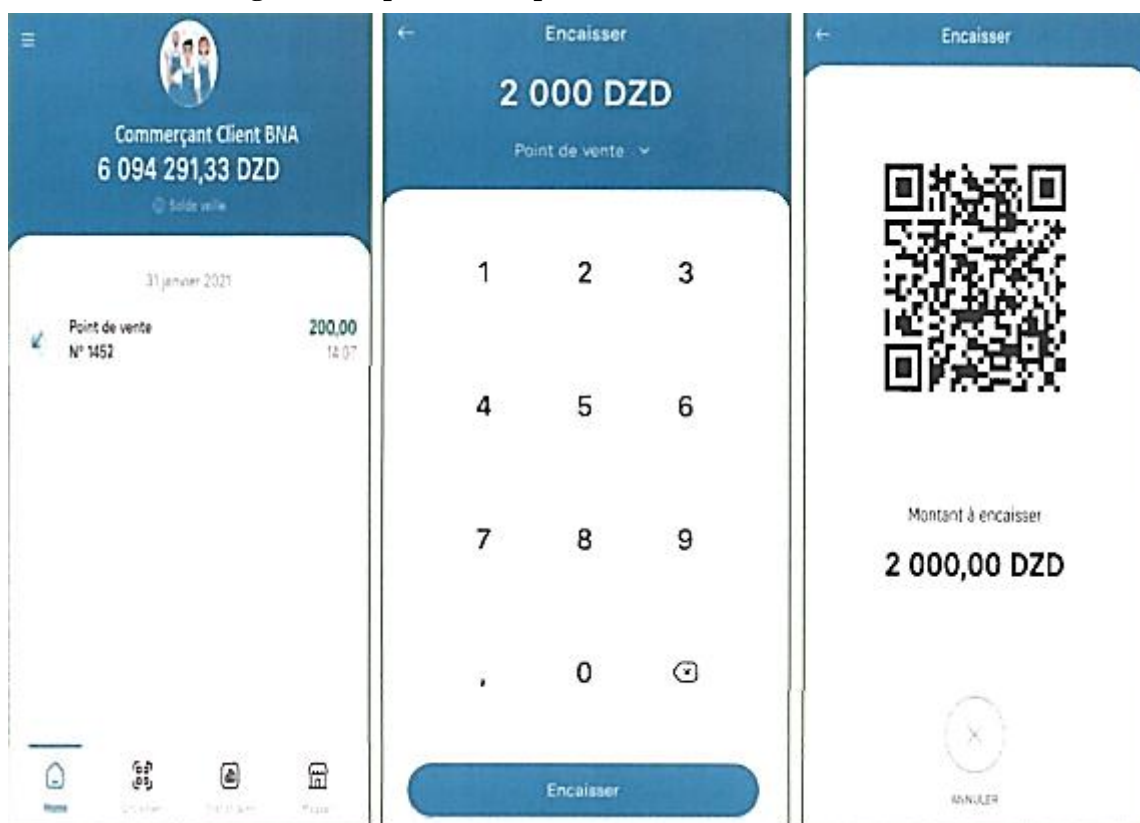 Commerçant Client BNA
6 094 291,33 DZD
Solde veille
31 janvier 2021
Point de vente
200,00
N° 1452
14:07
Home
Encaisser
2 000 DZD
Point de vente
1 2 3
4 5 6
7 8 9
, 0
Encaisser
Encaisser
Montant à encaisser
2 000,00 DZD
ANNULER